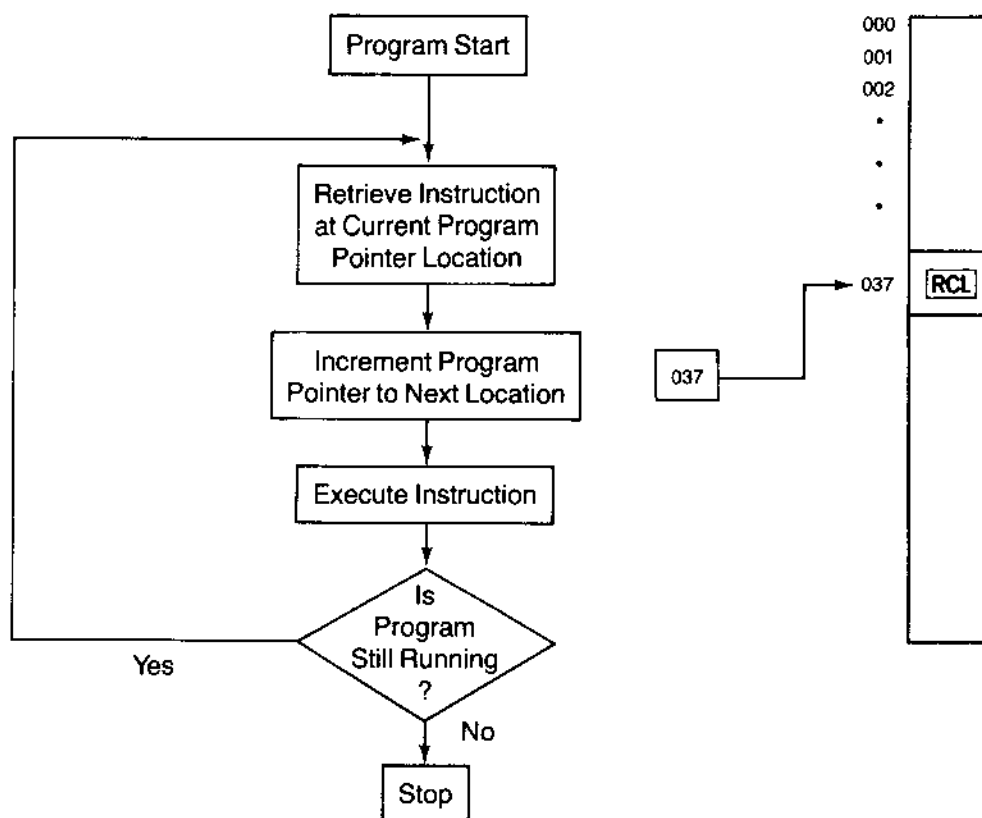 Program Start
Retrieve Instruction
at Current Program
Pointer Location
Increment Program
Pointer to Next Location
Execute Instruction
Is
Program
Still Running
?
Yes
No
Stop
000
001
002
037
RCL
037